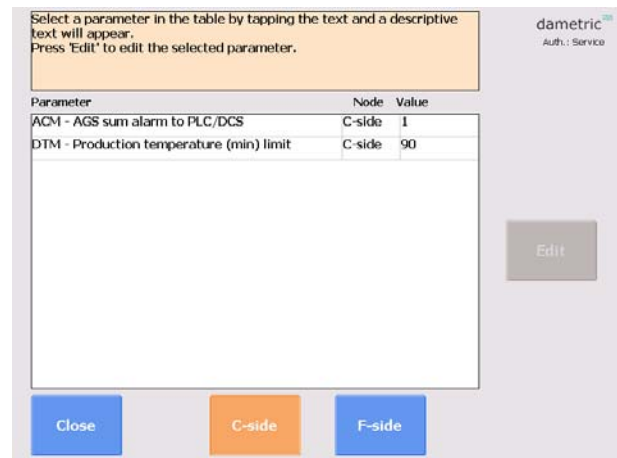 Select a parameter in the table by tapping the text and a descriptive
text will appear.
Press 'Edit' to edit the selected parameter.
dametric
Auth.: Service
Parameter Node Value
ACM - AGS sum alarm to PLC/DCS C-side 1
DTM - Production temperature (min) limit C-side 90
Edit
Close C-side F-side